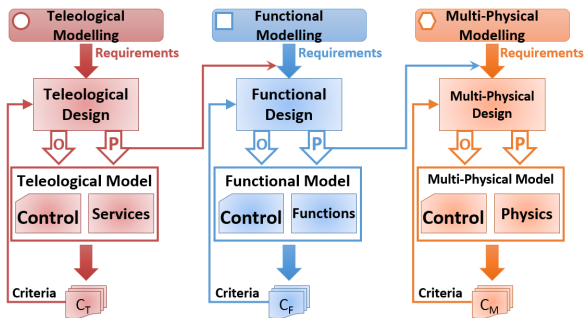 Teleological
Modelling
Requirements
Teleological
Design
O P
Teleological Model
Control Services
Criteria
CT
Functional
Modelling
Requirements
Functional
Design
O P
Functional Model
Control Functions
Criteria
CF
Multi-Physical
Modelling
Requirements
Multi-Physical
Design
O P
Multi-Physical Model
Control Physics
Criteria
CM